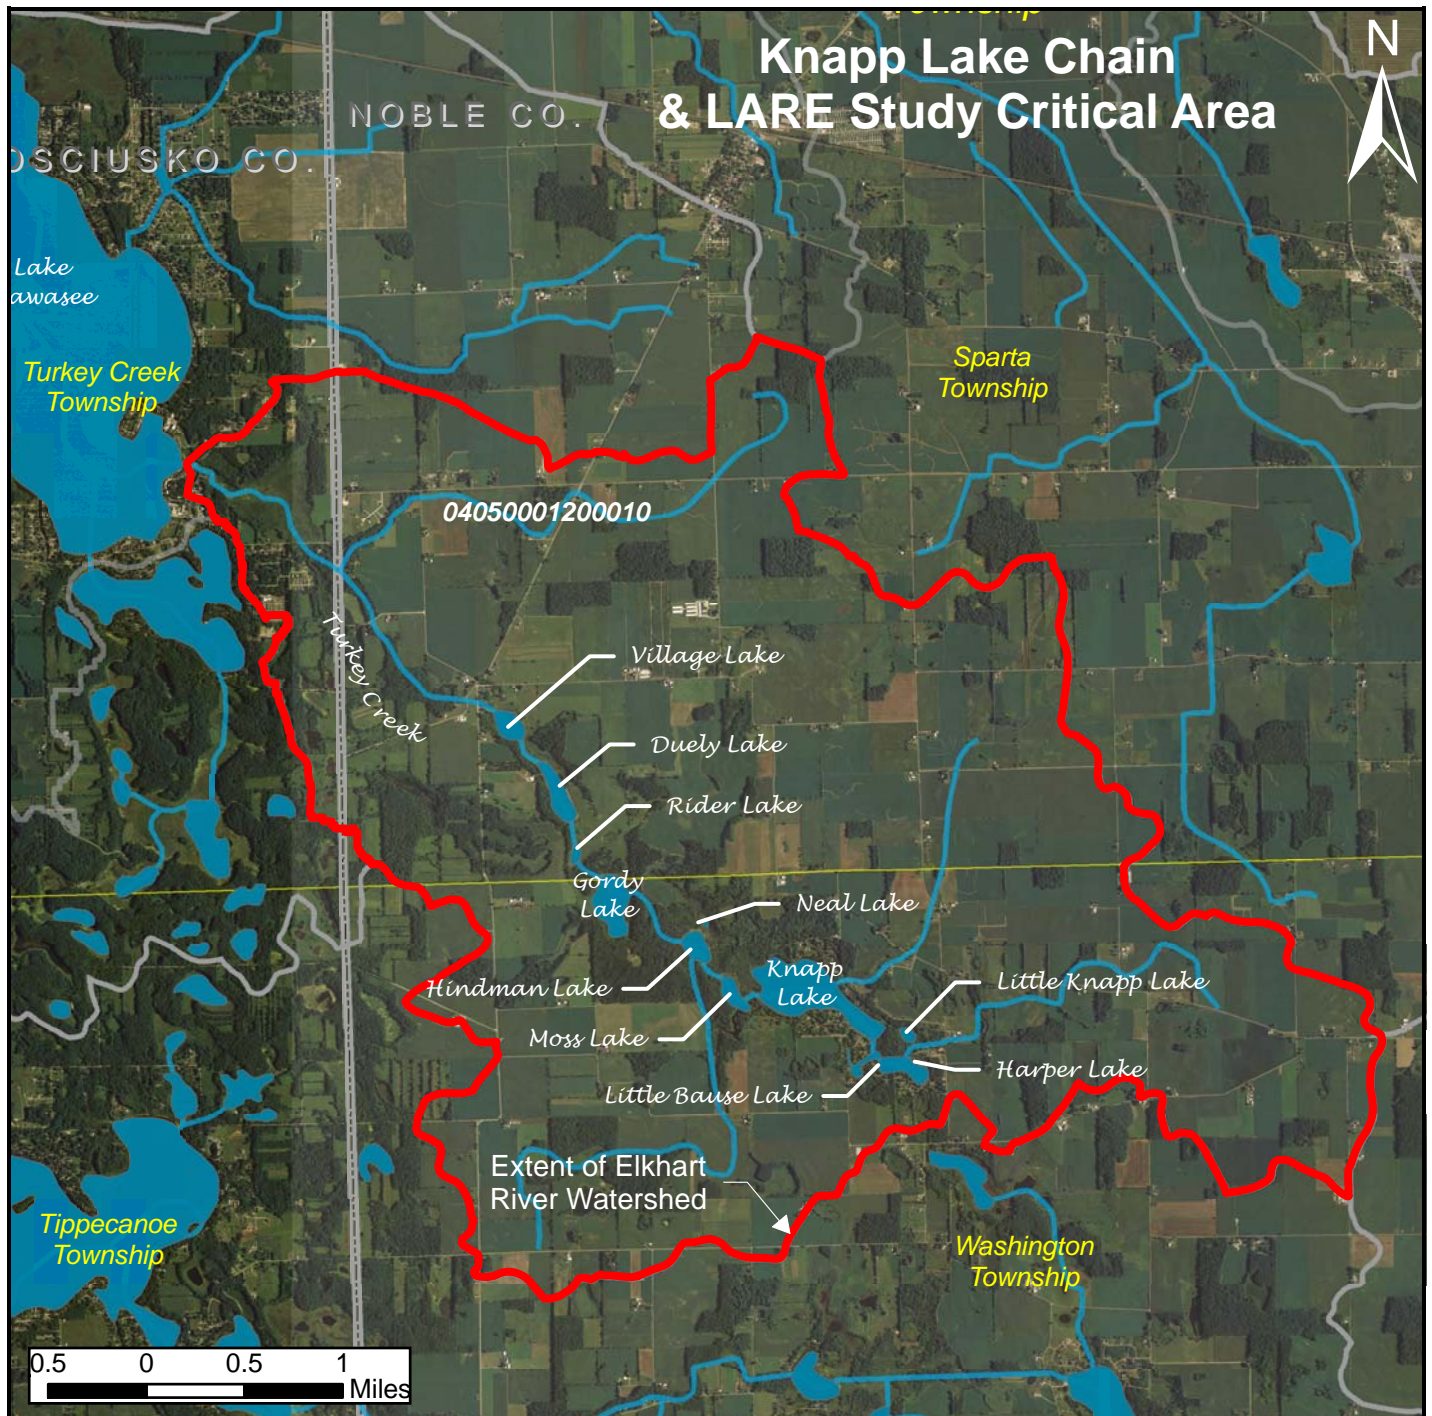 Township
Knapp Lake Chain
& LARE Study Critical Area
N
NOBLE CO.
OSCIUSKO CO.
Lake
awasee
Turkey Creek
Township
Sparta
Township
04050001200010
Turkey Creek
Village Lake
Duely Lake
Rider Lake
Gordy
Lake
Neal Lake
Hindman Lake
Knapp
Lake
Little Knapp Lake
Moss Lake
Harper Lake
Little Bause Lake
Extent of Elkhart
River Watershed
Tippecanoe
Township
Washington
Township
0.5 0 0.5 1
Miles